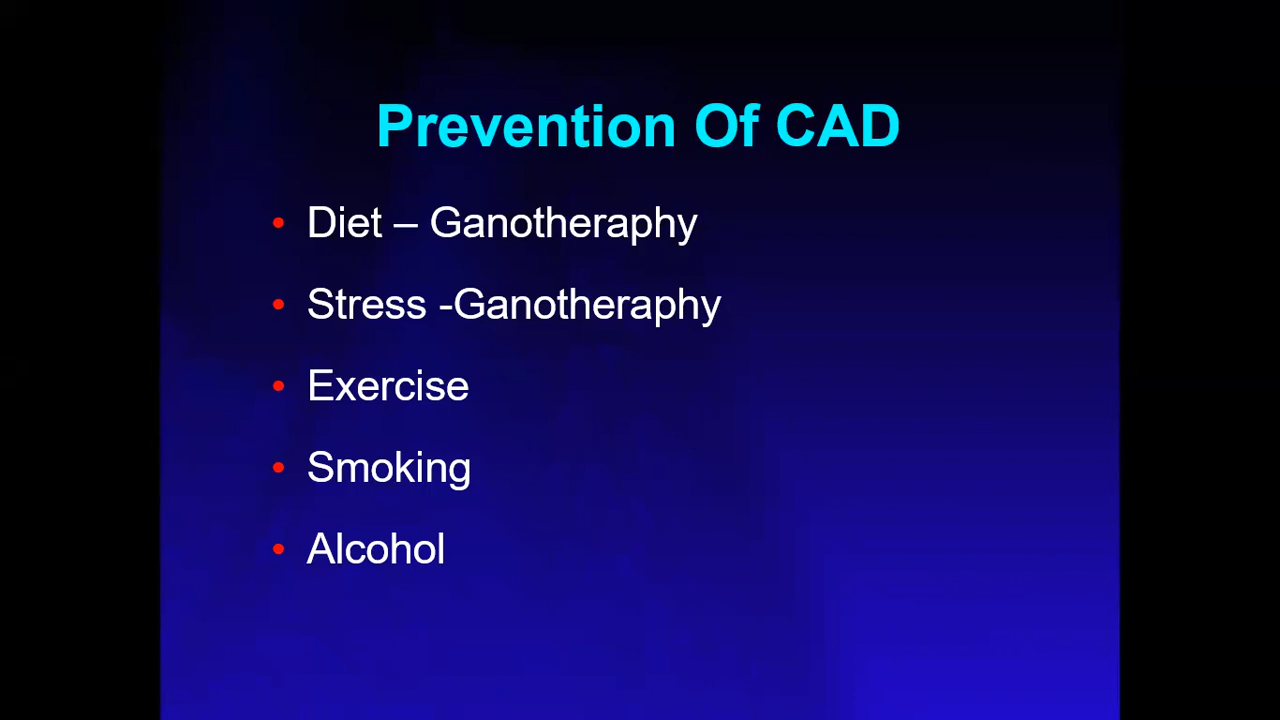 Prevention Of CAD
• Diet – Ganotheraphy
• Stress -Ganotheraphy
• Exercise
• Smoking
• Alcohol